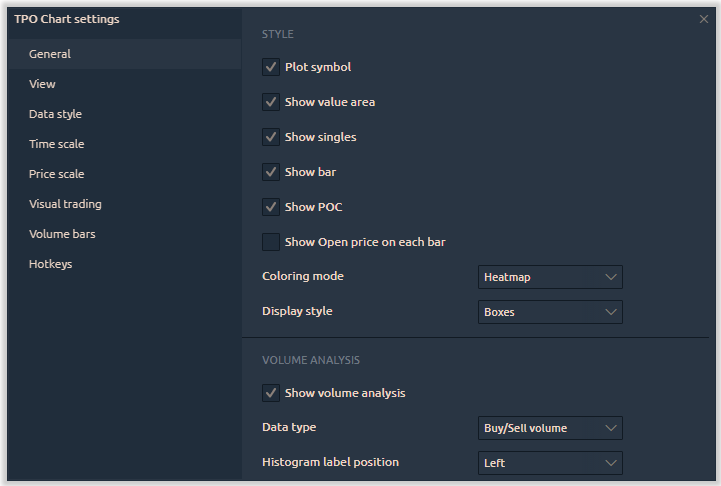 TPO Chart settings
General
View
Data style
Time scale
Price scale
Visual trading
Volume bars
Hotkeys
STYLE
Plot symbol
Show value area
Show singles
Show bar
Show POC
Show Open price on each bar
Coloring mode Heatmap
Display style Boxes
VOLUME ANALYSIS
Show volume analysis
Data type Buy/Sell volume
Histogram label position Left